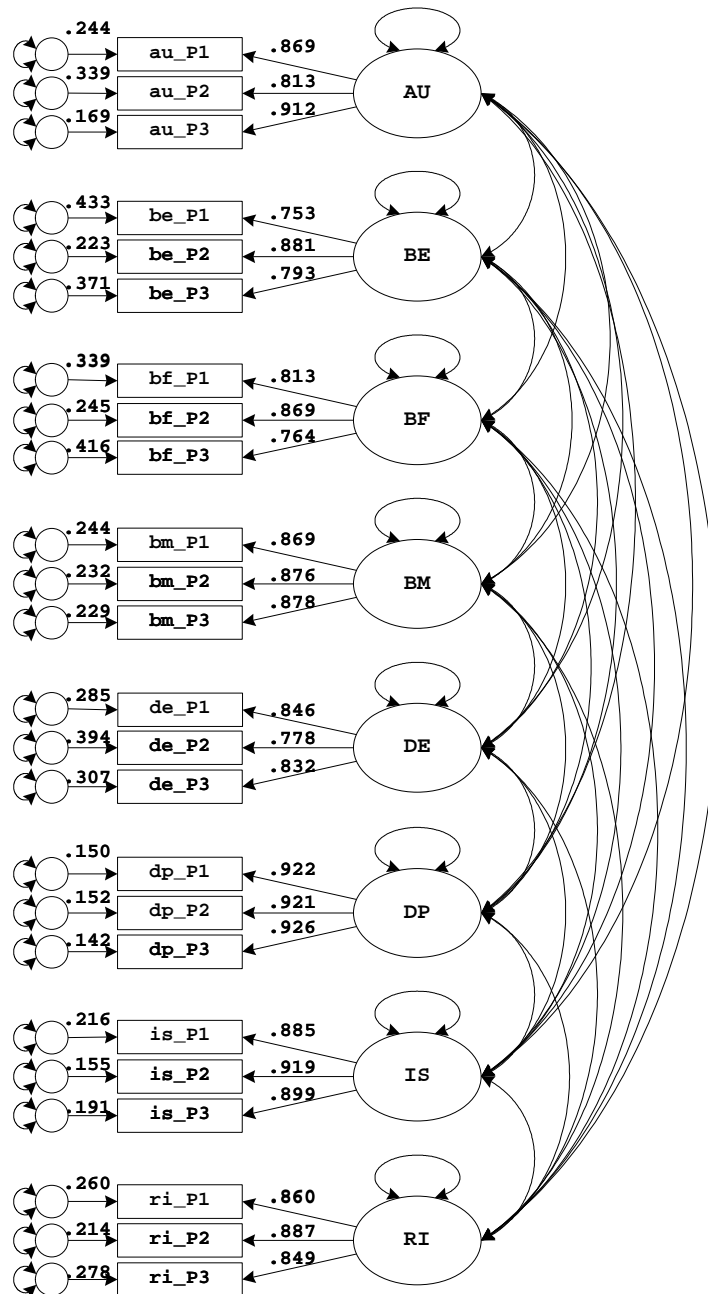 .244 au_P1 .869
.339 au_P2 .813 AU
.169 au_P3 .912
.433 be_P1 .753
.223 be_P2 .881 BE
.371 be_P3 .793
.339 bf_P1 .813
.245 bf_P2 .869 BF
.416 bf_P3 .764
.244 bm_P1 .869
.232 bm_P2 .876 BM
.229 bm_P3 .878
.285 de_P1 .846
.394 de_P2 .778 DE
.307 de_P3 .832
.150 dp_P1 .922
.152 dp_P2 .921 DP
.142 dp_P3 .926
.216 is_P1 .885
.155 is_P2 .919 IS
.191 is_P3 .899
.260 ri_P1 .860
.214 ri_P2 .887 RI
.278 ri_P3 .849